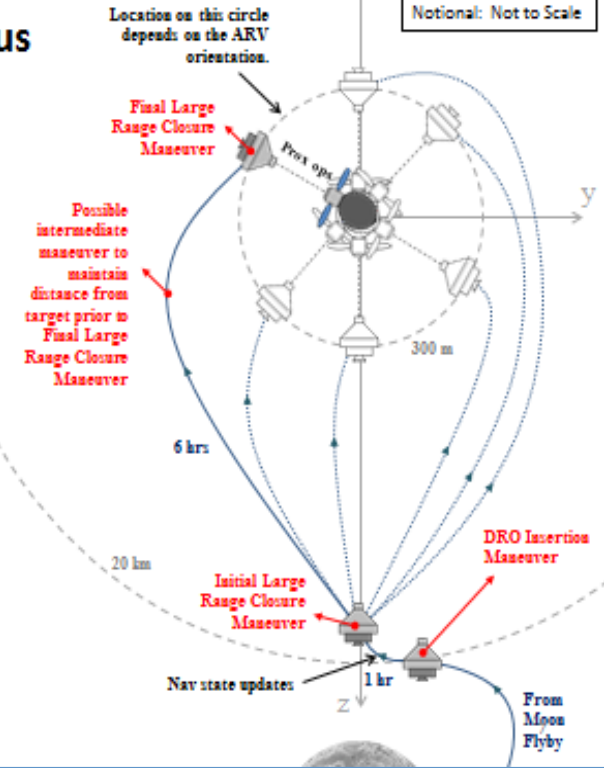 us
Notional: Not to Scale
Location on this circle
depends on the ARV
orientation.
Final Large
Range Closure
Maneuver
Prox ops
y
Possible
intermediate
maneuver to
maintain
distance from
target prior to
Final Large
Range Closure
Maneuver
300 m
6 hrs
20 km
DRO Insertion
Maneuver
Initial Large
Range Closure
Maneuver
Nav state updates
1 hr
z
From
Moon
Flyby